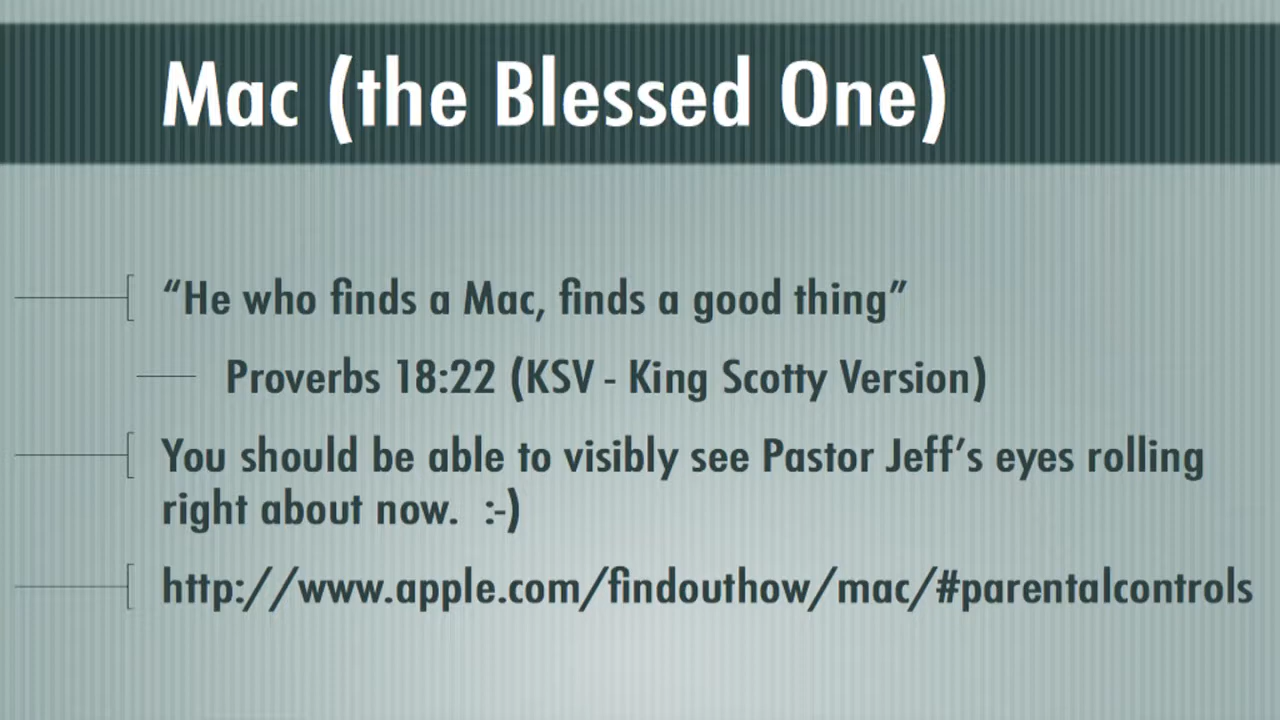 Mac (the Blessed One)
“He who finds a Mac, finds a good thing”
Proverbs 18:22 (KSV - King Scotty Version)
You should be able to visibly see Pastor Jeff’s eyes rolling
right about now.  :-)
http://www.apple.com/findouthow/mac/#parentalcontrols